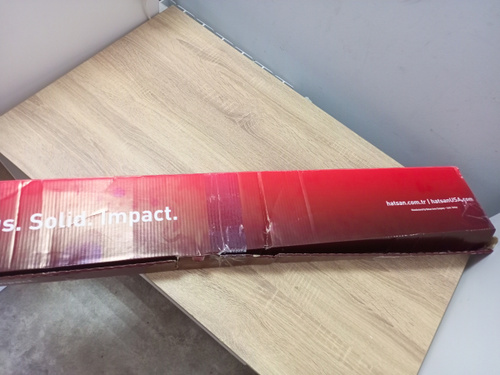 s. Solid. Impact.
hatsan.com.tr | hatsanUSA.com